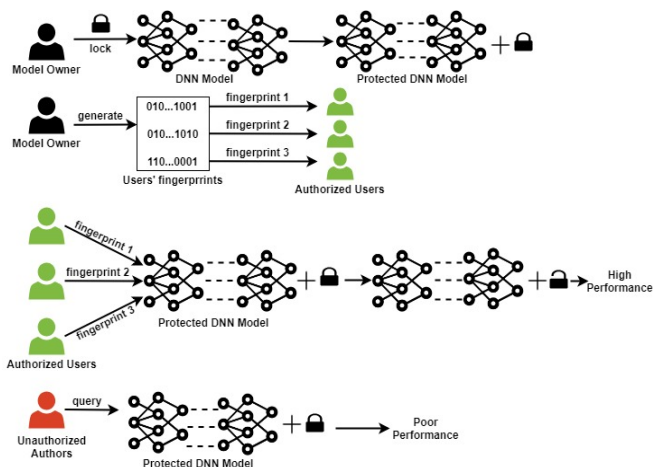 Model Owner
lock
DNN Model
Protected DNN Model
Model Owner
generate
010...1001
010...1010
110...0001
Users' fingerprrints
fingerprint 1
fingerprint 2
fingerprint 3
Authorized Users
fingerprint 1
fingerprint 2
fingerprint 3
Authorized Users
Protected DNN Model
High
Performance
Unauthorized
Authors
query
Protected DNN Model
Poor
Performance